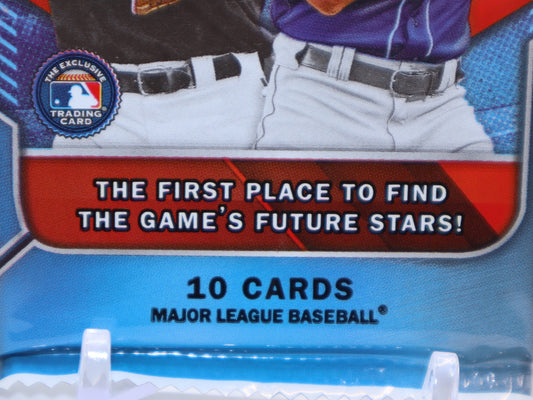 THE EXCLUSIVE
TRADING
CARD
THE FIRST PLACE TO FIND
THE GAME'S FUTURE STARS!
10 CARDS
MAJOR LEAGUE BASEBALL®